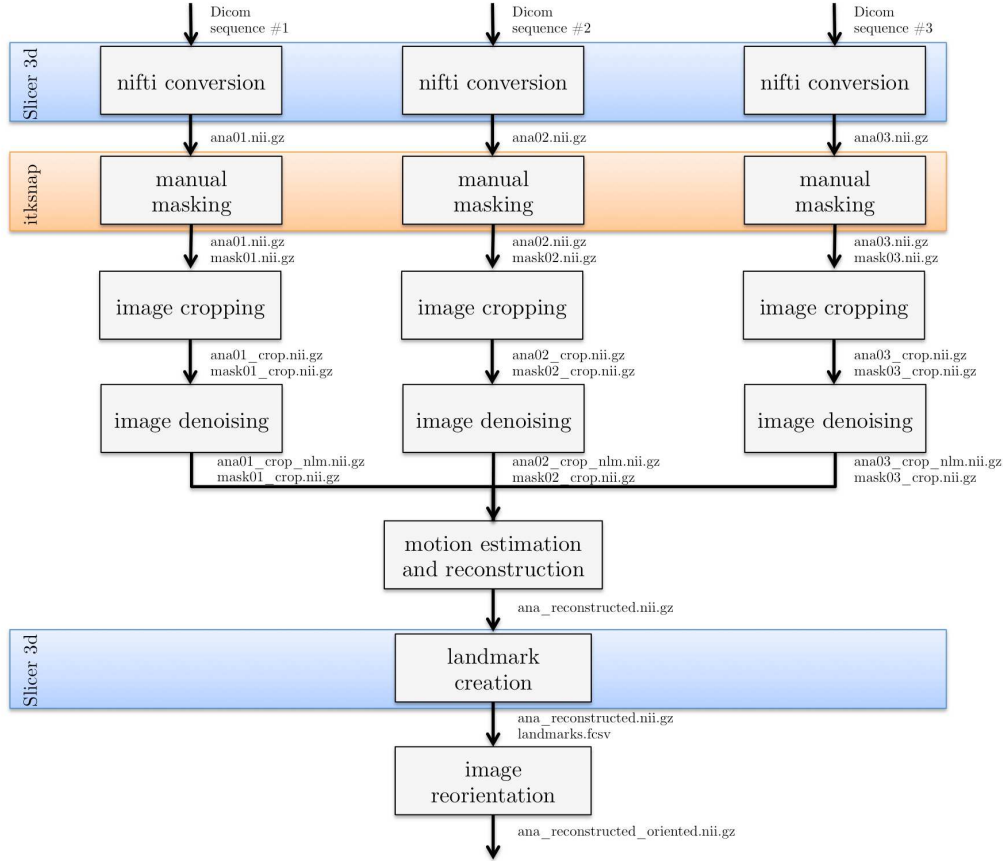 Dicom
sequence #1
Dicom
sequence #2
Dicom
sequence #3
Slicer 3d
nifti conversion
nifti conversion
nifti conversion
ana01.nii.gz
ana02.nii.gz
ana03.nii.gz
itksnap
manual
masking
manual
masking
manual
masking
ana01.nii.gz
mask01.nii.gz
ana02.nii.gz
mask02.nii.gz
ana03.nii.gz
mask03.nii.gz
image cropping
image cropping
image cropping
ana01_crop.nii.gz
mask01_crop.nii.gz
ana02_crop.nii.gz
mask02_crop.nii.gz
ana03_crop.nii.gz
mask03_crop.nii.gz
image denoising
image denoising
image denoising
ana01_crop_nlm.nii.gz
mask01_crop.nii.gz
ana02_crop_nlm.nii.gz
mask02_crop.nii.gz
ana03_crop_nlm.nii.gz
mask03_crop.nii.gz
motion estimation
and reconstruction
ana_reconstructed.nii.gz
Slicer 3d
landmark
creation
ana_reconstructed.nii.gz
landmarks.fcsv
image
reorientation
ana_reconstructed_oriented.nii.gz